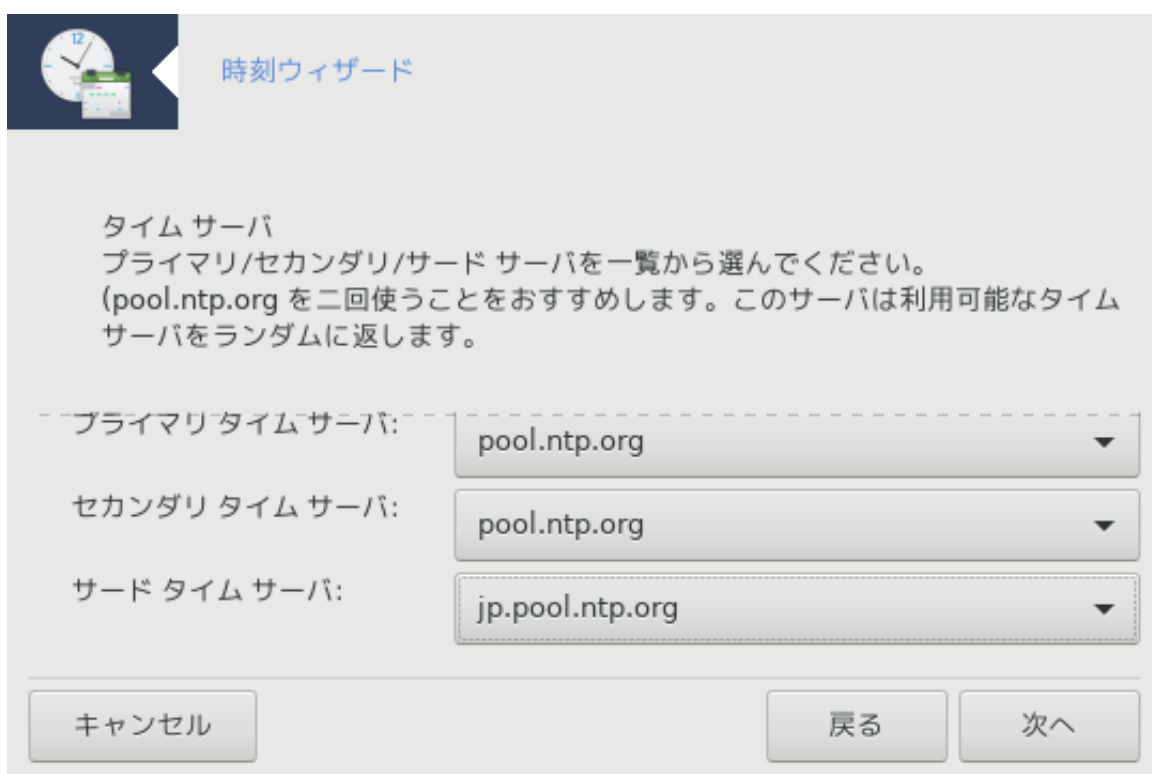 12
時刻ウィザード
タイム サーバ
プライマリ/セカンダリ/サード サーバを一覧から選んでください。
(pool.ntp.org を二回使うことをおすすめします。このサーバは利用可能なタイム
サーバをランダムに返します。
プライマリ タイム サーバ: pool.ntp.org
セカンダリ タイム サーバ: pool.ntp.org
サード タイム サーバ: jp.pool.ntp.org
キャンセル 戻る 次へ